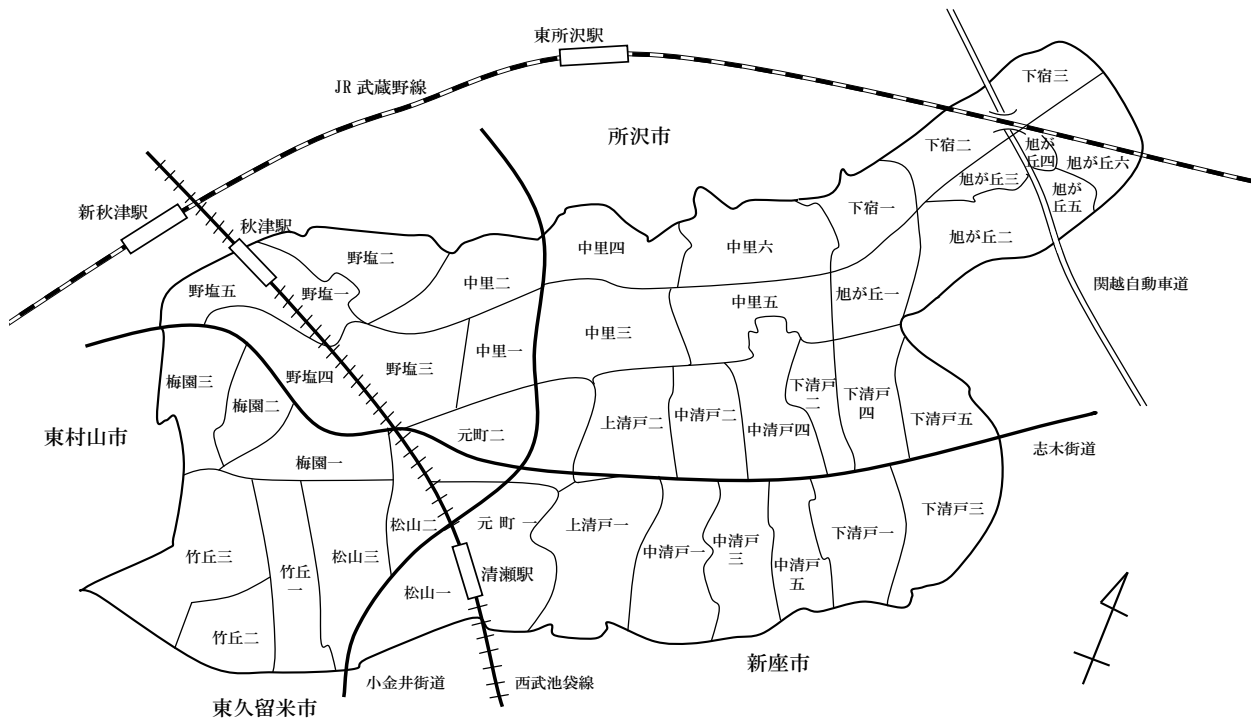 東所沢駅
下宿三
JR 武蔵野線
所沢市
下宿二
旭が
丘四
旭が丘六
旭が丘三
旭が
丘五
新秋津駅
秋津駅
下宿一
旭が丘二
野塩二
中里四
中里六
関越自動車道
野塩五
野塩一
中里二
旭が丘一
中里五
中里三
中里一
野塩三
野塩四
梅園三
梅園二
下清戸
二
下清戸
四
下清戸五
上清戸二
中清戸二
中清戸四
東村山市
元町二
志木街道
梅園一
松山二
元 町 一
上清戸一
中清戸一
中清戸
三
下清戸一
下清戸三
竹丘三
竹丘
一
松山三
松山一
清瀬駅
中清戸
五
竹丘二
新座市
小金井街道
西武池袋線
東久留米市